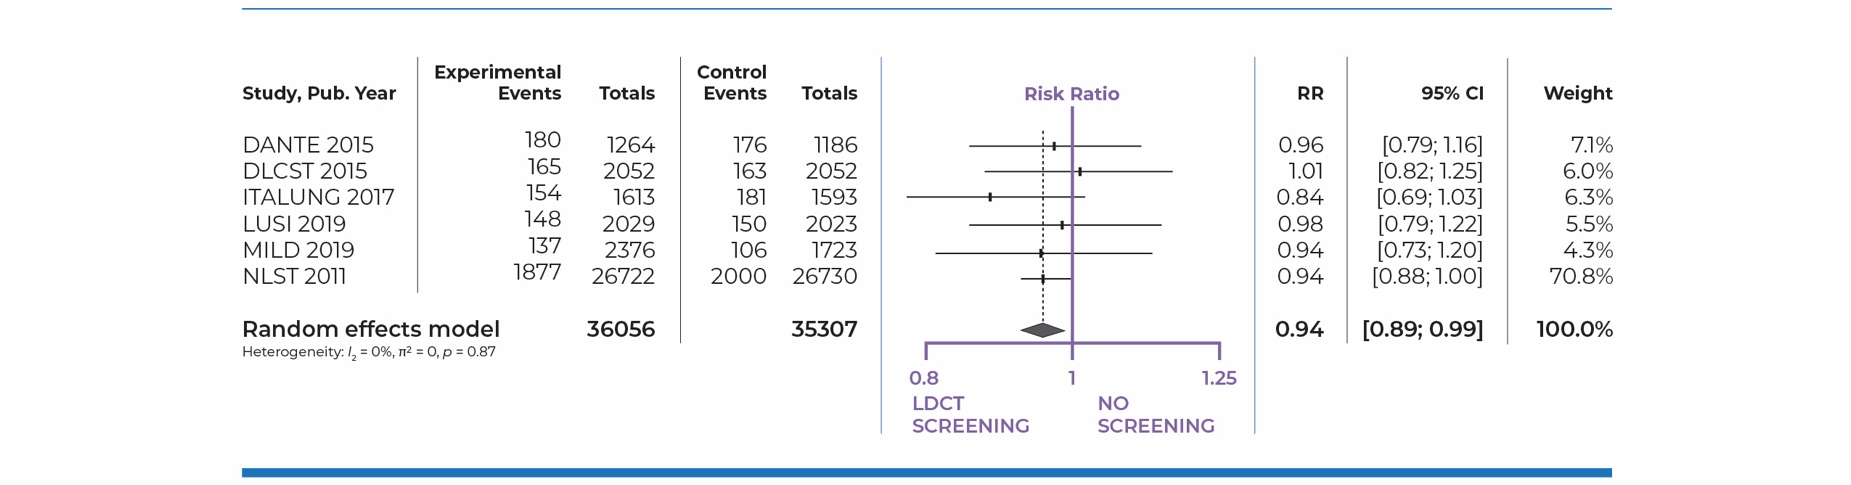 Experimental Control
Study, Pub. Year Events Totals Events Totals Risk Ratio RR 95% CI Weight
DANTE 2015 180 1264 176 1186 0.96 [0.79; 1.16] 7.1%
DLCST 2015 165 2052 163 2052 1.01 [0.82; 1.25] 6.0%
ITALUNG 2017 154 1613 181 1593 0.84 [0.69; 1.03] 6.3%
LUSI 2019 148 2029 150 2023 0.98 [0.79; 1.22] 5.5%
MILD 2019 137 2376 106 1723 0.94 [0.73; 1.20] 4.3%
NLST 2011 1877 26722 2000 26730 0.94 [0.88; 1.00] 70.8%
Random effects model 36056 35307 0.94 [0.89; 0.99] 100.0%
Heterogeneity: I₂ = 0%, π² = 0, p = 0.87
0.8 1 1.25
LDCT NO
SCREENING SCREENING